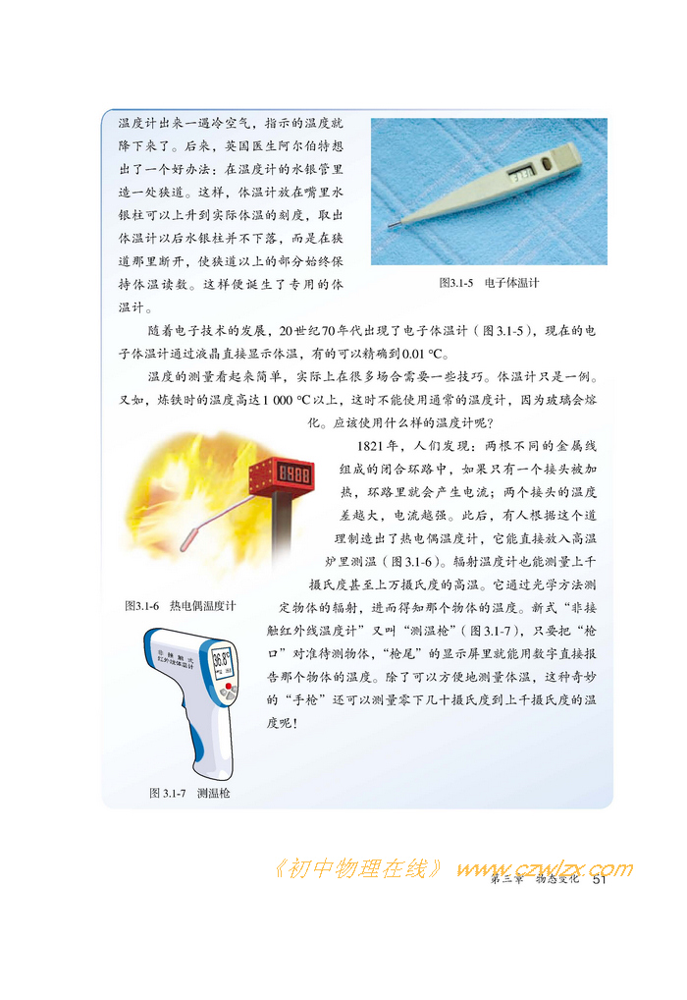 温度计出来一遇冷空气，指示的温度就
降下来了。后来，英国医生阿尔伯特想
出了一个好办法：在温度计的水银管里
造一处狭道。这样，体温计放在嘴里水
银柱可以上升到实际体温的刻度，取出
体温计以后水银柱并不下落，而是在狭
道那里断开，使狭道以上的部分始终保
持体温读数。这样便诞生了专用的体
温计。
图3.1-5 电子体温计
随着电子技术的发展，20世纪70年代出现了电子体温计（图3.1-5），现在的电
子体温计通过液晶直接显示体温，有的可以精确到0.01 °C。
温度的测量看起来简单，实际上在很多场合需要一些技巧。体温计只是一例。
又如，炼铁时的温度高达1 000 °C以上，这时不能使用通常的温度计，因为玻璃会熔
化。应该使用什么样的温度计呢？
1821年，人们发现：两根不同的金属线
组成的闭合环路中，如果只有一个接头被加
热，环路里就会产生电流；两个接头的温度
差越大，电流越强。此后，有人根据这个道
理制造出了热电偶温度计，它能直接放入高温
炉里测温（图3.1-6）。辐射温度计也能测量上千
摄氏度甚至上万摄氏度的高温。它通过光学方法测
定物体的辐射，进而得知那个物体的温度。新式“非接
触红外线温度计”又叫“测温枪”（图3.1-7），只要把“枪
口”对准待测物体，“枪尾”的显示屏里就能用数字直接报
告那个物体的温度。除了可以方便地测量体温，这种奇妙
的“手枪”还可以测量零下几十摄氏度到上千摄氏度的温
度呢！
8888
图3.1-6 热电偶温度计
非接触式
红外线体温计
36.8°C
图 3.1-7 测温枪
《初中物理在线》 www.czwlzx.com
第三章 物态变化 51